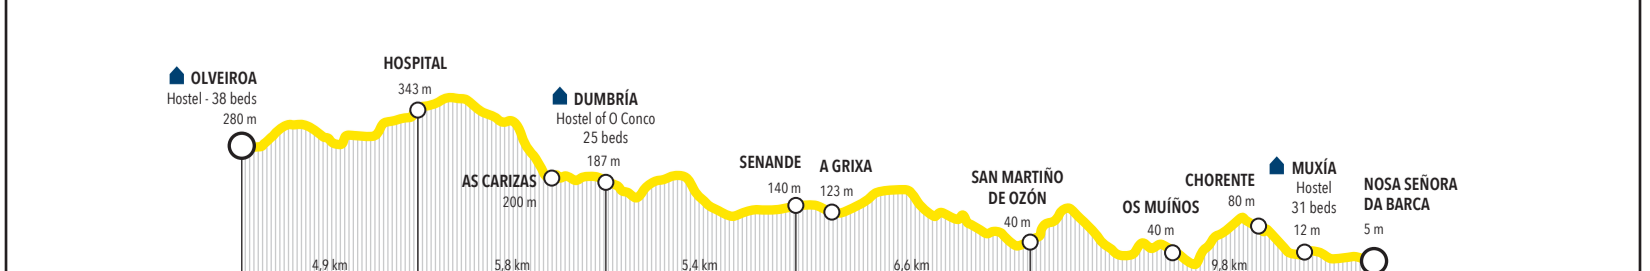 OLVEIROA
Hostel - 38 beds
280 m
HOSPITAL
343 m
AS CARIZAS
200 m
DUMBRÍA
Hostel of O Conco
25 beds
187 m
SENANDE
140 m
A GRIXA
123 m
SAN MARTIÑO
DE OZÓN
40 m
OS MUÍÑOS
40 m
CHORENTE
80 m
MUXÍA
Hostel
31 beds
12 m
NOSA SEÑORA
DA BARCA
5 m
4,9 km
5,8 km
5,4 km
6,6 km
9,8 km